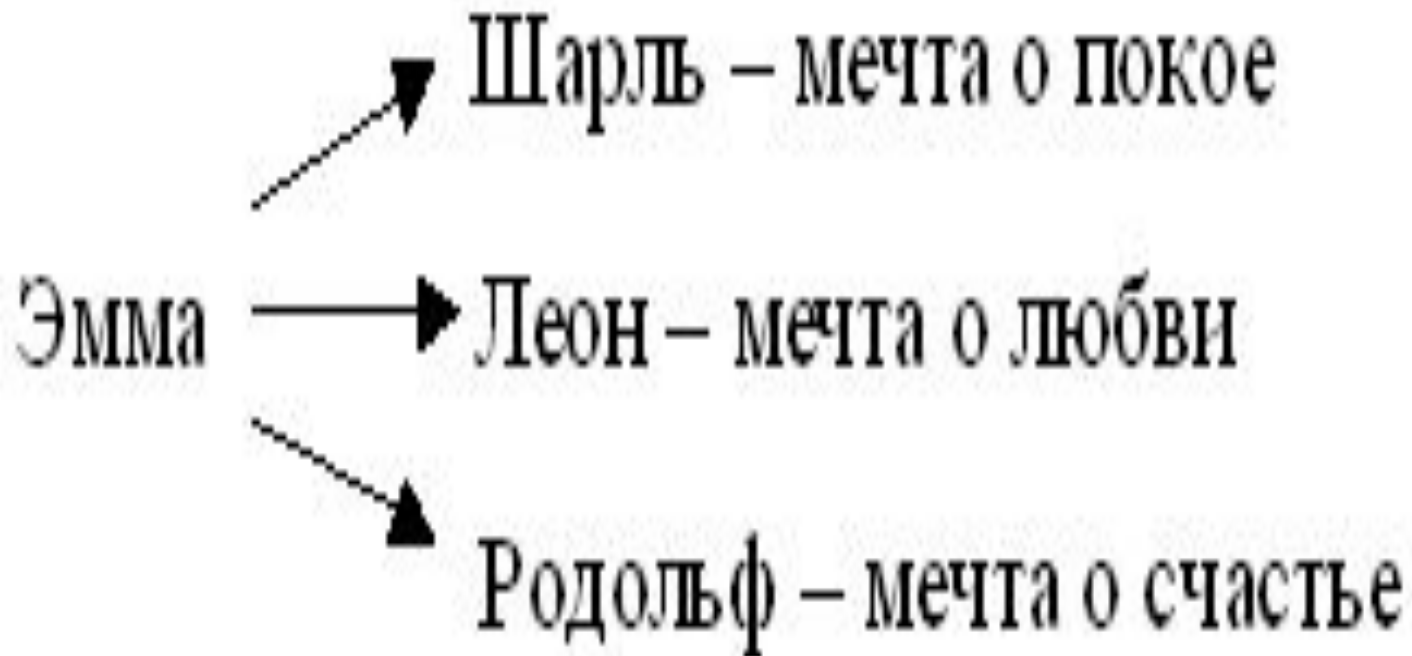 Шарль – мечта о покое
Эмма
Леон – мечта о любви
Родольф – мечта о счастье